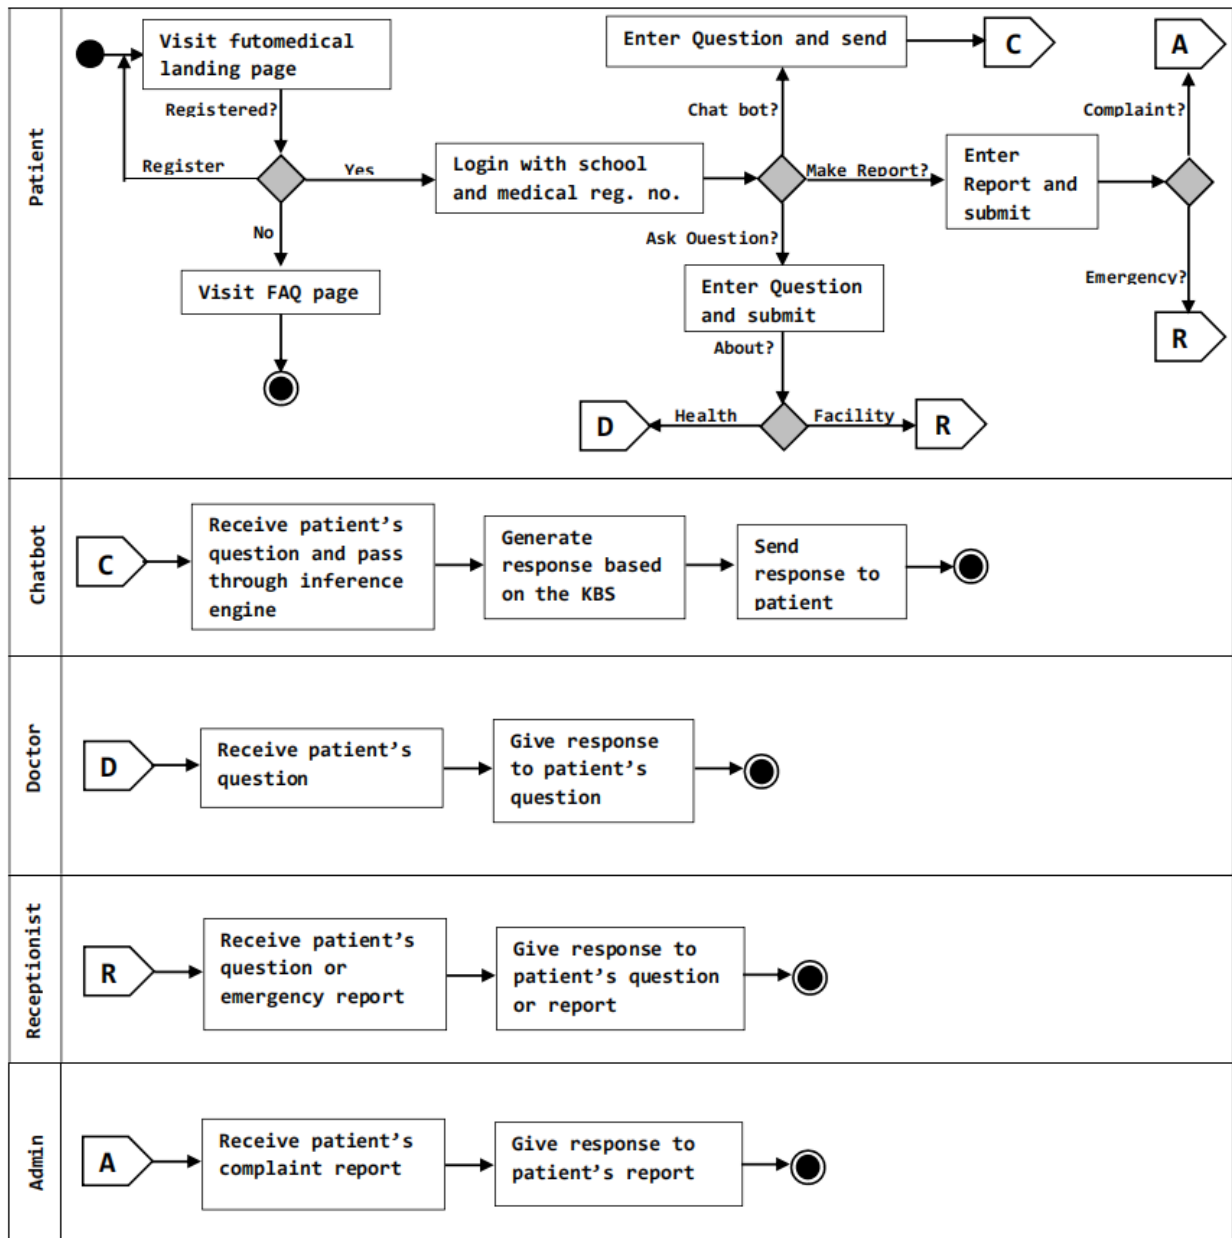 Patient
Visit futomedical
landing page
Registered?
Register
Yes
No
Visit FAQ page
Login with school
and medical reg. no.
Enter Question and send
C
Chat bot?
Make Report?
Ask Question?
Enter Question
and submit
About?
Health
Facility
D
R
Enter
Report and
submit
Complaint?
A
Emergency?
R
Chatbot
C
Receive patient’s
question and pass
through inference
engine
Generate
response based
on the KBS
Send
response to
patient
Doctor
D
Receive patient’s
question
Give response
to patient’s
question
Receptionist
R
Receive patient’s
question or
emergency report
Give response to
patient’s question
or report
Admin
A
Receive patient’s
complaint report
Give response to
patient’s report